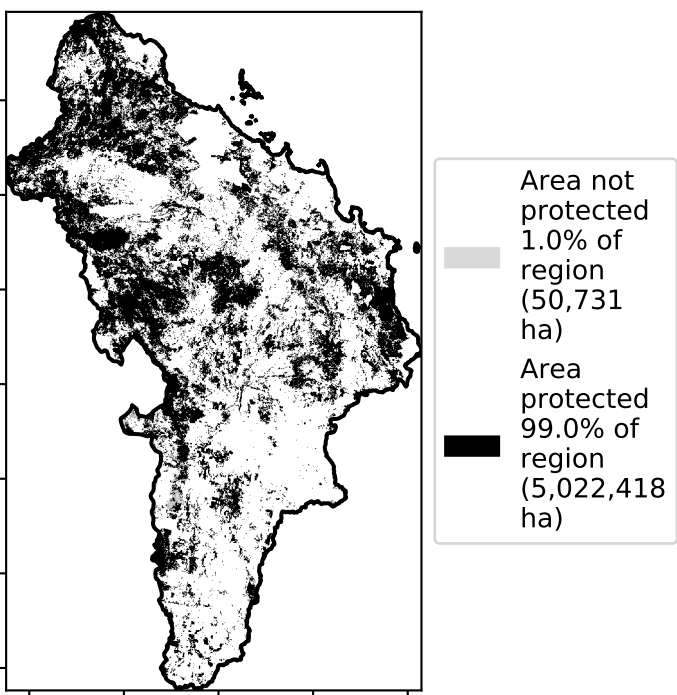 Area not
protected
1.0% of
region
(50,731
ha)
Area
protected
99.0% of
region
(5,022,418
ha)